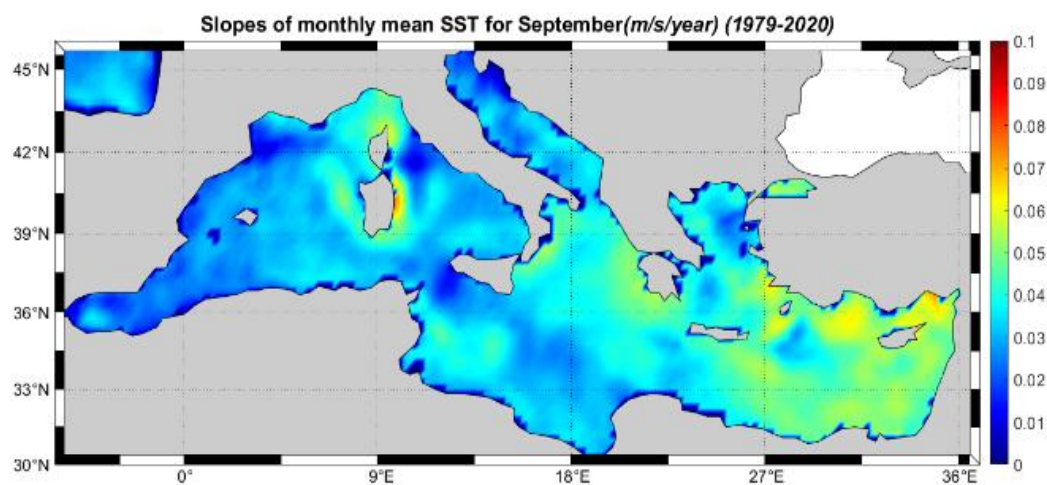 Slopes of monthly mean SST for September(m/s/year) (1979-2020)
45°N
42°N
39°N
36°N
33°N
30°N
0°
9°E
18°E
27°E
36°E
0.1
0.09
0.08
0.07
0.06
0.05
0.04
0.03
0.02
0.01
0